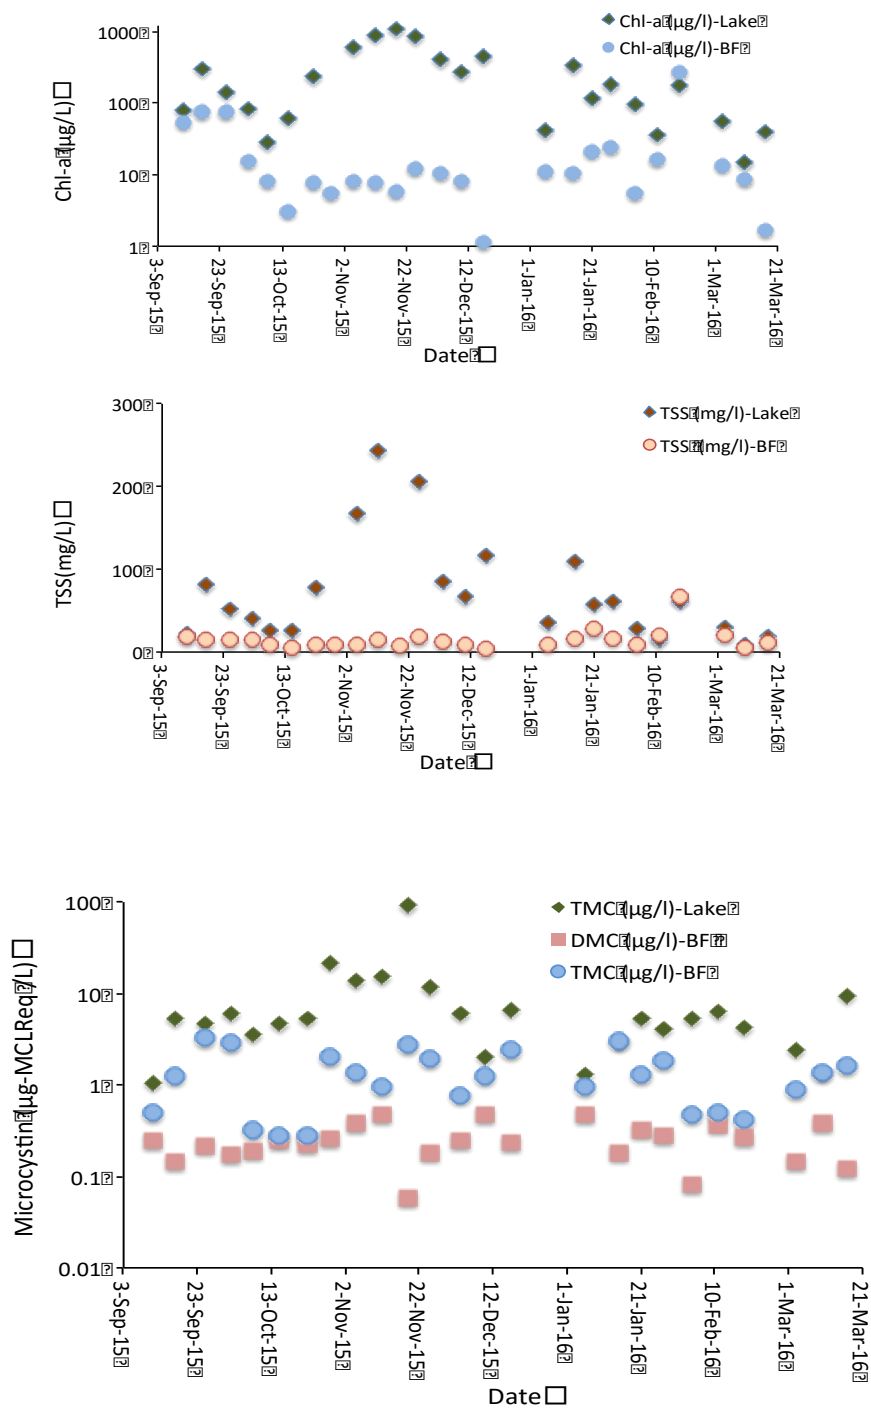 Chl-a (μg/l)-Lake
Chl-a (μg/l)-BF
1000
100
10
1
Chl-a(μg/L)
3-Sep-15
23-Sep-15
13-Oct-15
2-Nov-15
22-Nov-15
12-Dec-15
1-Jan-16
21-Jan-16
10-Feb-16
1-Mar-16
21-Mar-16
Date
TSS (mg/l)-Lake
TSS (mg/l)-BF
300
200
100
0
TSS(mg/L)
3-Sep-15
23-Sep-15
13-Oct-15
2-Nov-15
22-Nov-15
12-Dec-15
1-Jan-16
21-Jan-16
10-Feb-16
1-Mar-16
21-Mar-16
Date
TMC (μg/l)-Lake
DMC (μg/l)-BF
TMC (μg/l)-BF
100
10
1
0.1
0.01
Microcystin (μg-MCLReq/L)
3-Sep-15
23-Sep-15
13-Oct-15
2-Nov-15
22-Nov-15
12-Dec-15
1-Jan-16
21-Jan-16
10-Feb-16
1-Mar-16
21-Mar-16
Date